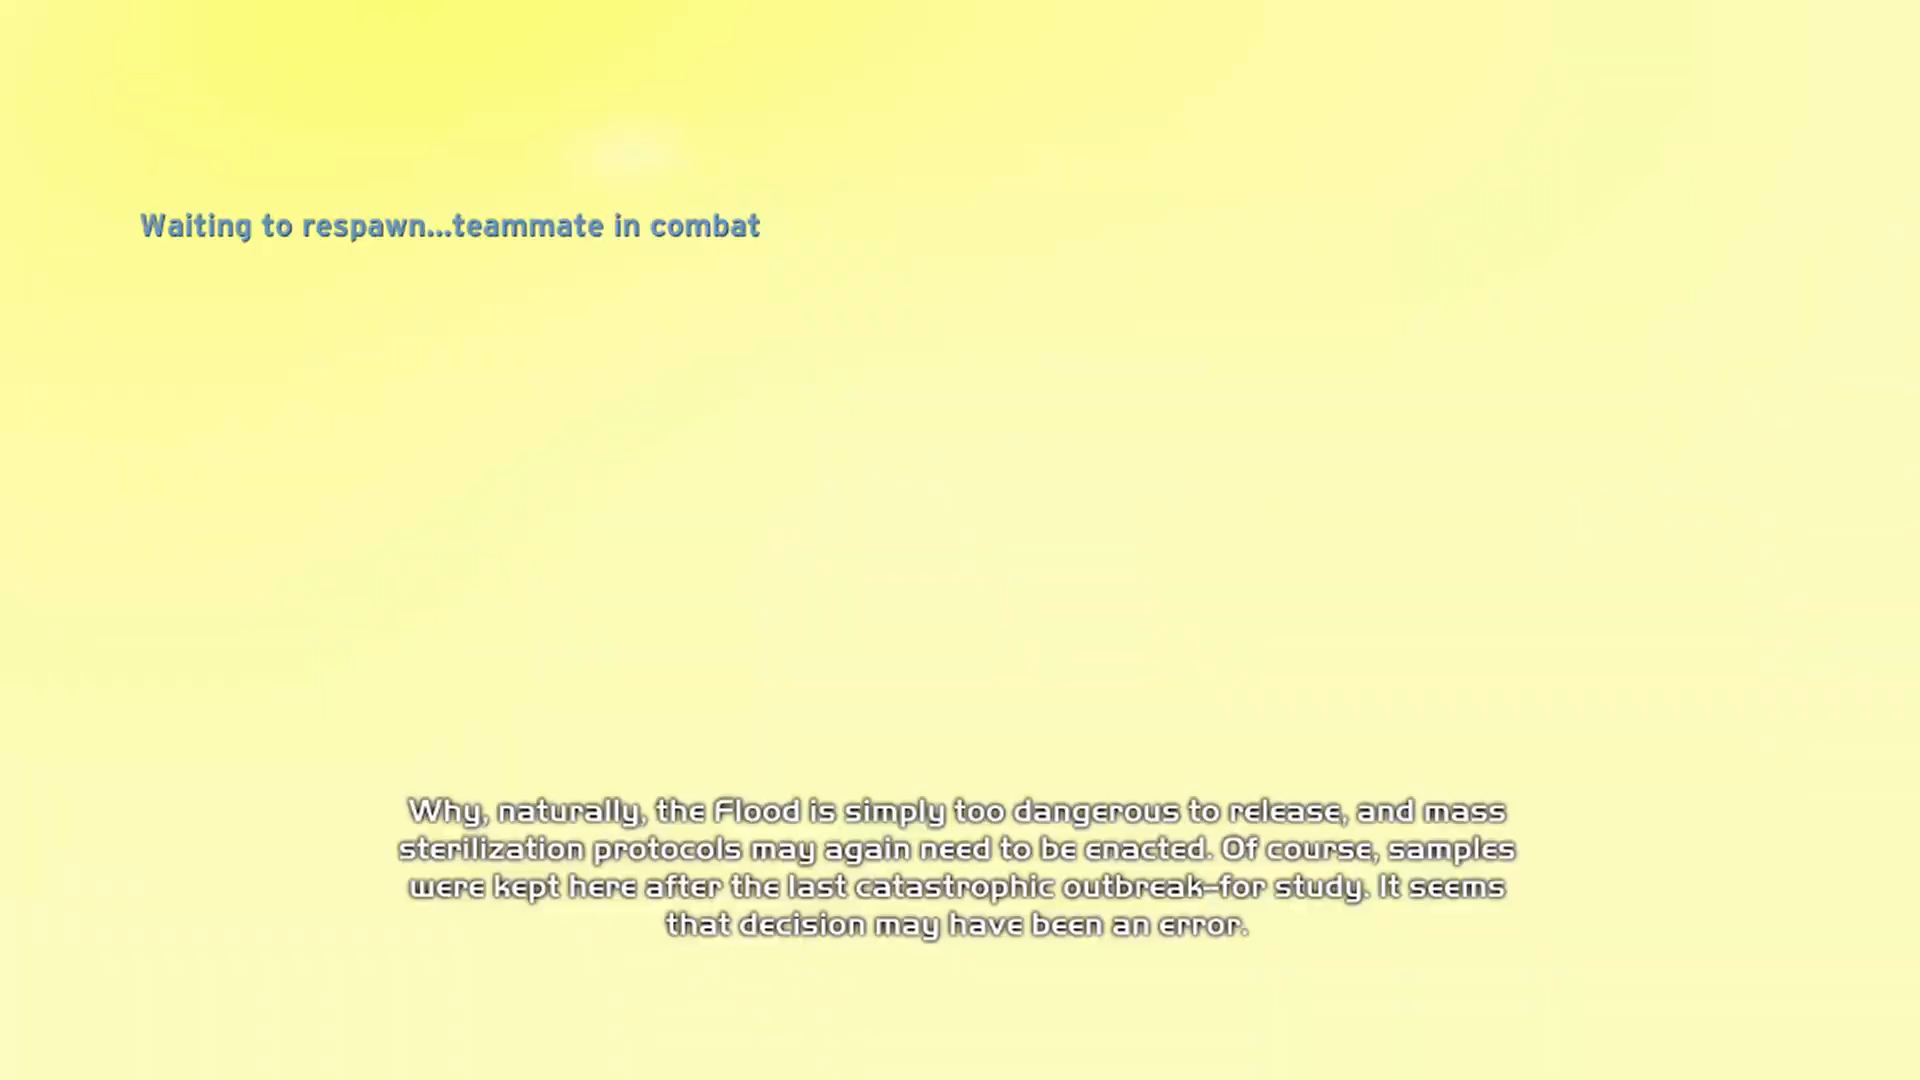 Waiting to respawn...teammate in combat
Why, naturally, the Flood is simply too dangerous to release, and mass
sterilization protocols may again need to be enacted. Of course, samples
were kept here after the last catastrophic outbreak–for study. It seems
that decision may have been an error.